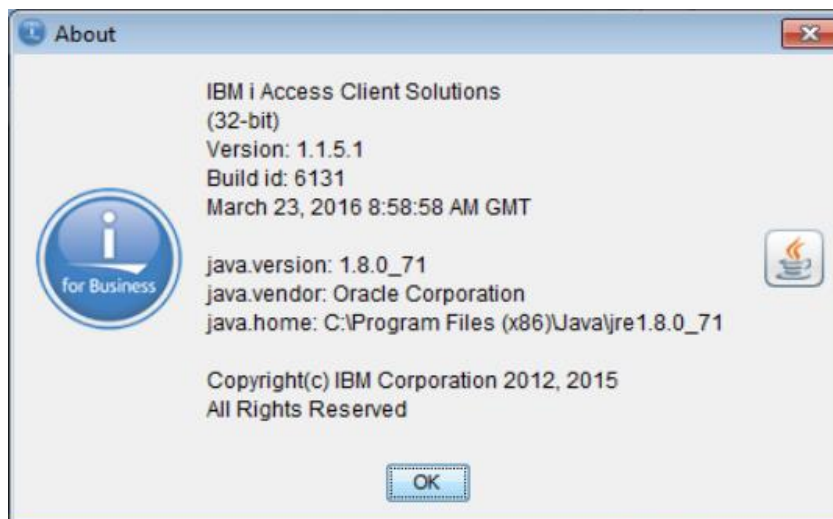 About
IBM i Access Client Solutions
(32-bit)
Version: 1.1.5.1
Build id: 6131
March 23, 2016 8:58:58 AM GMT
i
for Business
java.version: 1.8.0_71
java.vendor: Oracle Corporation
java.home: C:\Program Files (x86)\Java\jre1.8.0_71
Copyright(c) IBM Corporation 2012, 2015
All Rights Reserved
OK